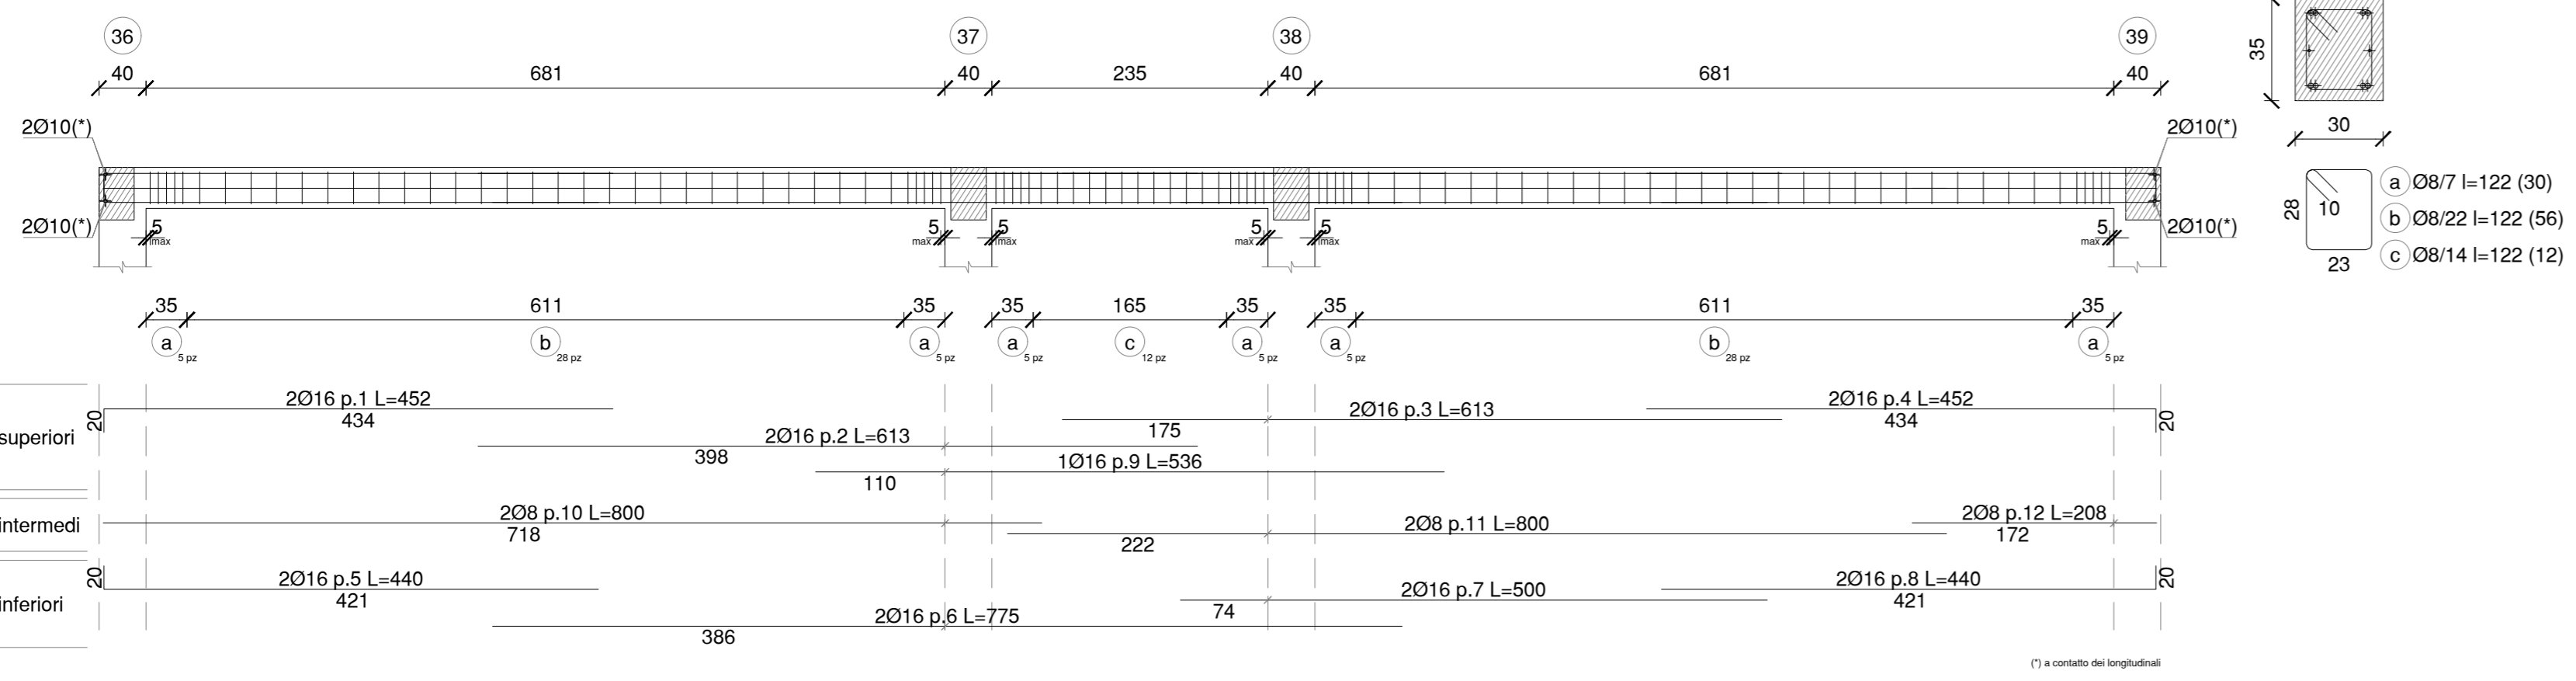 36 37 38 39
40 681 40 235 40 681 40
35
30
2Ø10(*) 2Ø10(*)
2Ø10(*) 2Ø10(*)
5 max 5 max 5 max 5 max 5 max 5 max
28 10 23
a Ø8/7 l=122 (30)
b Ø8/22 l=122 (56)
c Ø8/14 l=122 (12)
35 611 35 35 165 35 35 611 35
a 5 pz b 28 pz a 5 pz a 5 pz c 12 pz a 5 pz a 5 pz b 28 pz a 5 pz
superiori
20 2Ø16 p.1 L=452 2Ø16 p.4 L=452 20
434 434
2Ø16 p.3 L=613
175
2Ø16 p.2 L=613
398
1Ø16 p.9 L=536
110
intermedi
2Ø8 p.10 L=800 2Ø8 p.12 L=208
718 172
2Ø8 p.11 L=800
222
inferiori
20 2Ø16 p.5 L=440 2Ø16 p.8 L=440 20
421 421
2Ø16 p.7 L=500
74
2Ø16 p.6 L=775
386
(*) a contatto dei longitudinali